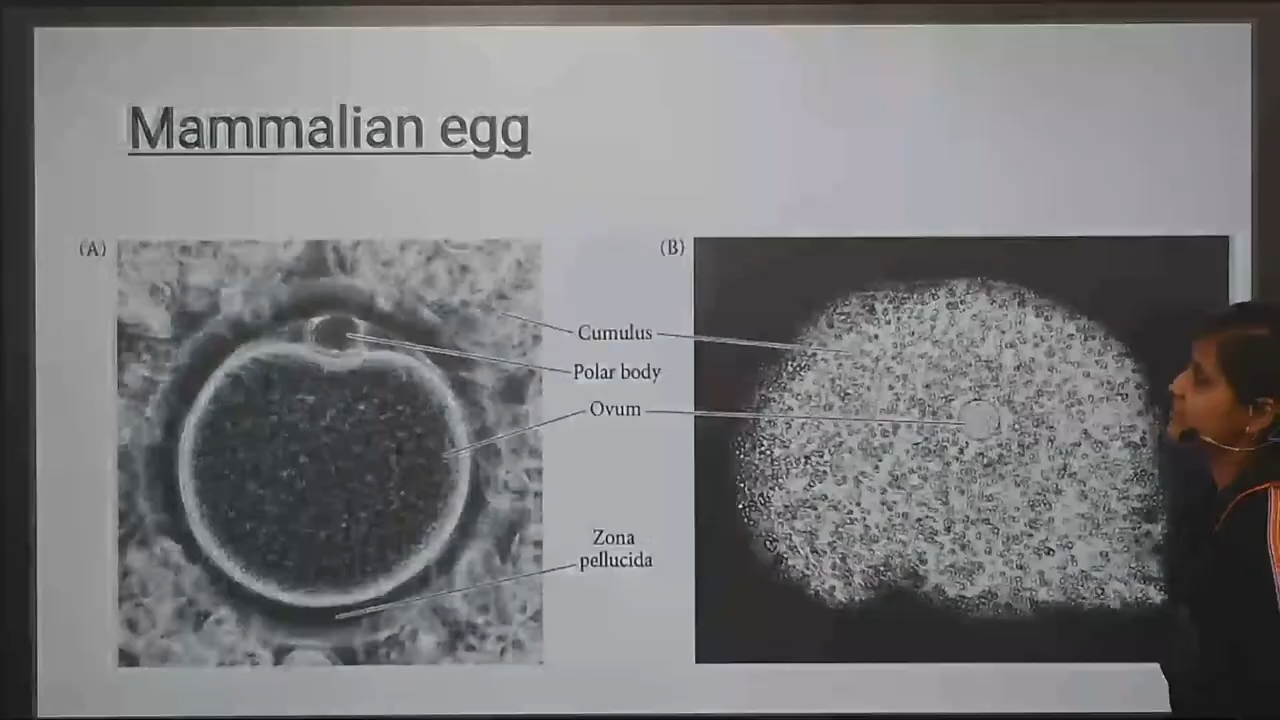 Mammalian egg
(A)
(B)
Cumulus
Polar body
Ovum
Zona
pellucida